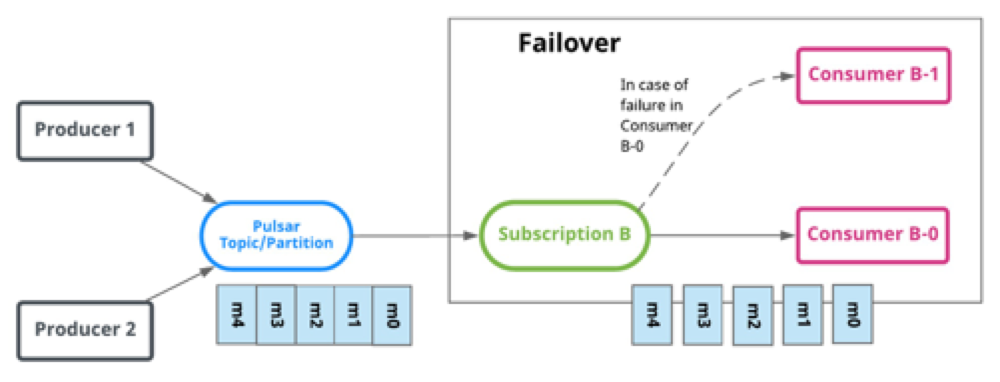 Failover
Consumer B-1
In case of
failure in
Consumer
B-0
Producer 1
Pulsar
Topic/Partition
Subscription B
Consumer B-0
Producer 2
m4 m3 m2 m1 m0
m4 m3 m2 m1 m0